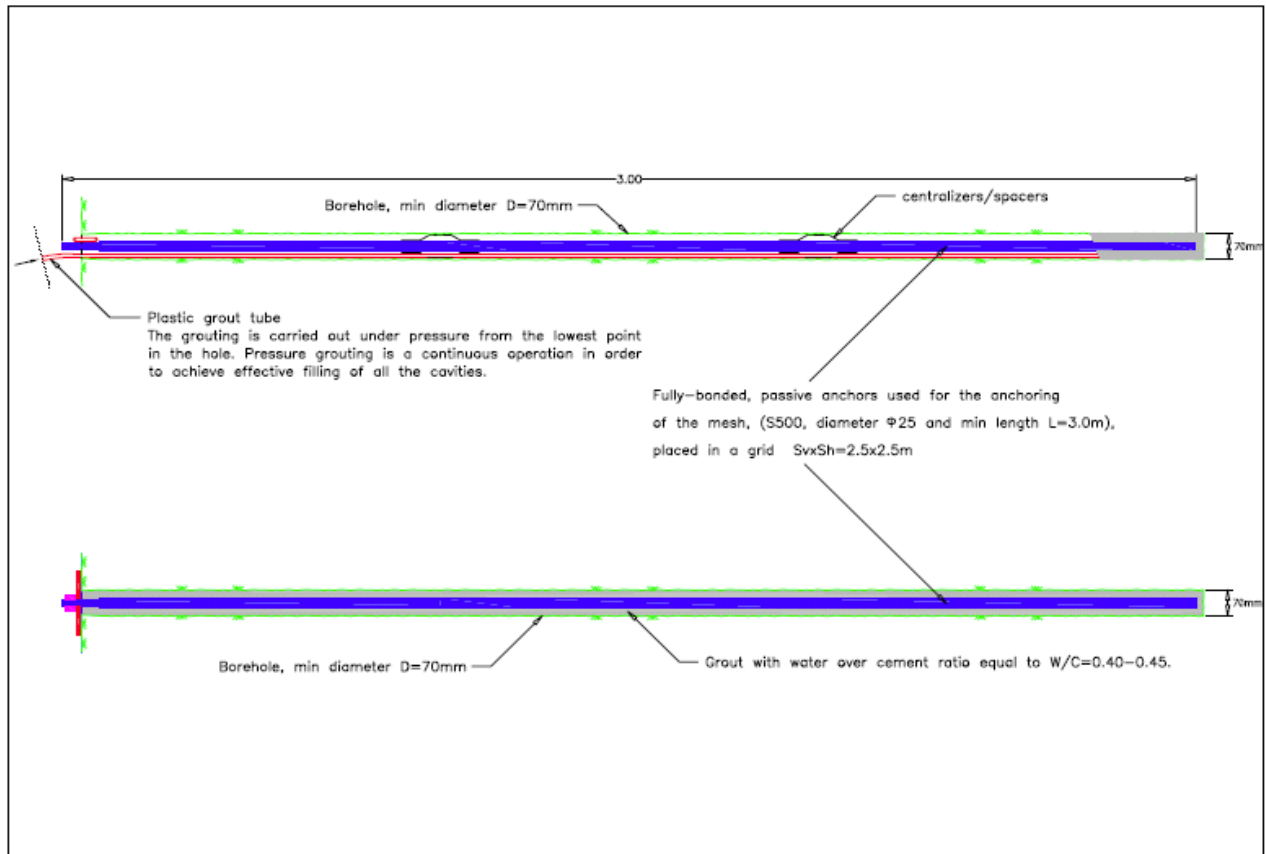 3.00
Borehole, min diameter D=70mm
centralizers/spacers
70mm
Plastic grout tube
The grouting is carried out under pressure from the lowest point
in the hole. Pressure grouting is a continuous operation in order
to achieve effective filling of all the cavities.
Fully-bonded, passive anchors used for the anchoring
of the mesh, (S500, diameter Φ25 and min length L=3.0m),
placed in a grid SvxSh=2.5x2.5m
70mm
Borehole, min diameter D=70mm
Grout with water over cement ratio equal to W/C=0.40-0.45.